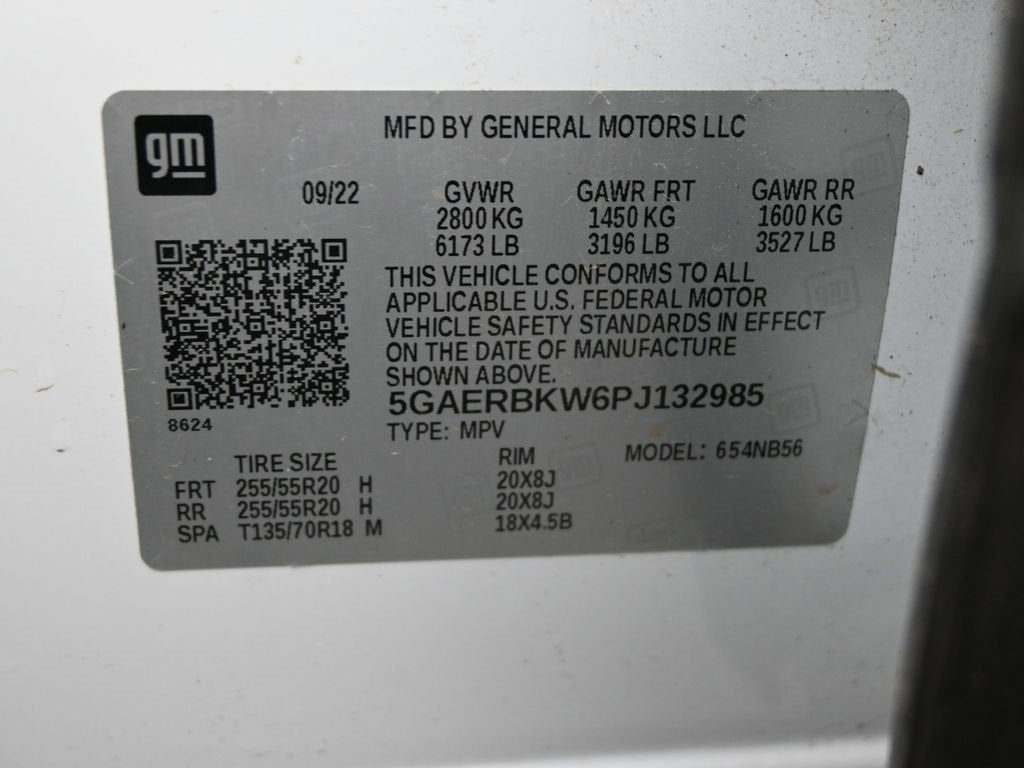 gm
MFD BY GENERAL MOTORS LLC
09/22 GVWR GAWR FRT GAWR RR
2800 KG 1450 KG 1600 KG
6173 LB 3196 LB 3527 LB
THIS VEHICLE CONFORMS TO ALL
APPLICABLE U.S. FEDERAL MOTOR
VEHICLE SAFETY STANDARDS IN EFFECT
ON THE DATE OF MANUFACTURE
SHOWN ABOVE.
5GAERBKW6PJ132985
8624
TYPE: MPV
TIRE SIZE RIM MODEL: 654NB56
FRT 255/55R20 H 20X8J
RR 255/55R20 H 20X8J
SPA T135/70R18 M 18X4.5B